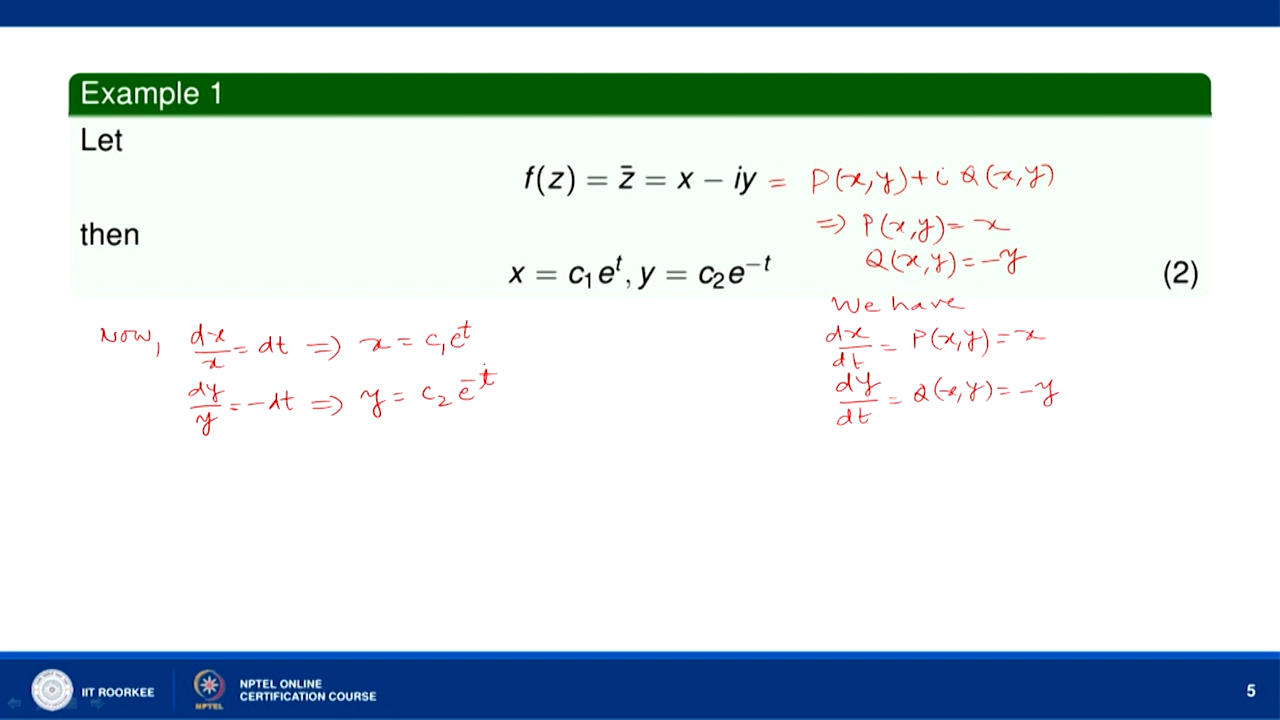 Example 1
Let
f(z) = z̄ = x − iy = P(x,y)+i Q(x,y)
⇒ P(x,y)= x
then
Q(x,y)= −y
x = c₁eᵗ, y = c₂e⁻ᵗ
(2)
We have
Now, dx/x = dt ⇒ x = c₁eᵗ
dx/dt = P(x,y)= x
dy/y = −dt ⇒ y = c₂ e⁻ᵗ
dy/dt = Q(x,y)= −y
IIT ROORKEE
NPTEL
NPTEL ONLINE
CERTIFICATION COURSE
5